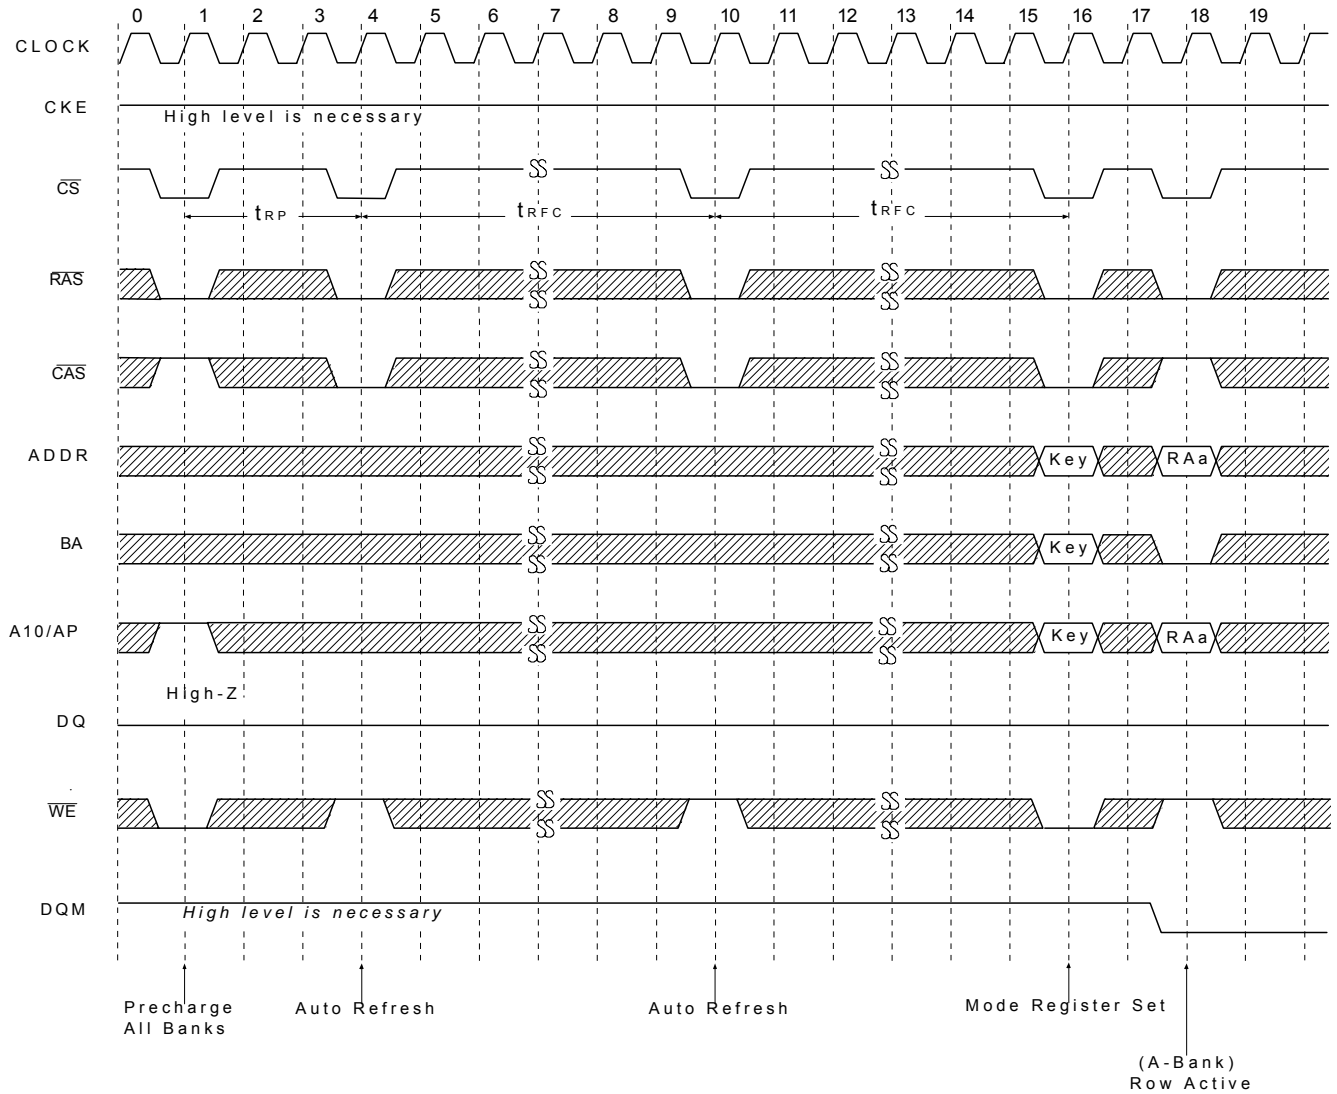 0 1 2 3 4 5 6 7 8 9 10 11 12 13 14 15 16 17 18 19
CLOCK
CKE
High level is necessary
CS
tRP
tRFC
tRFC
RAS
CAS
ADDR
Key
RAa
BA
Key
A10/AP
Key
RAa
High-Z
DQ
WE
DQM
High level is necessary
Precharge
All Banks
Auto Refresh
Auto Refresh
Mode Register Set
(A-Bank)
Row Active